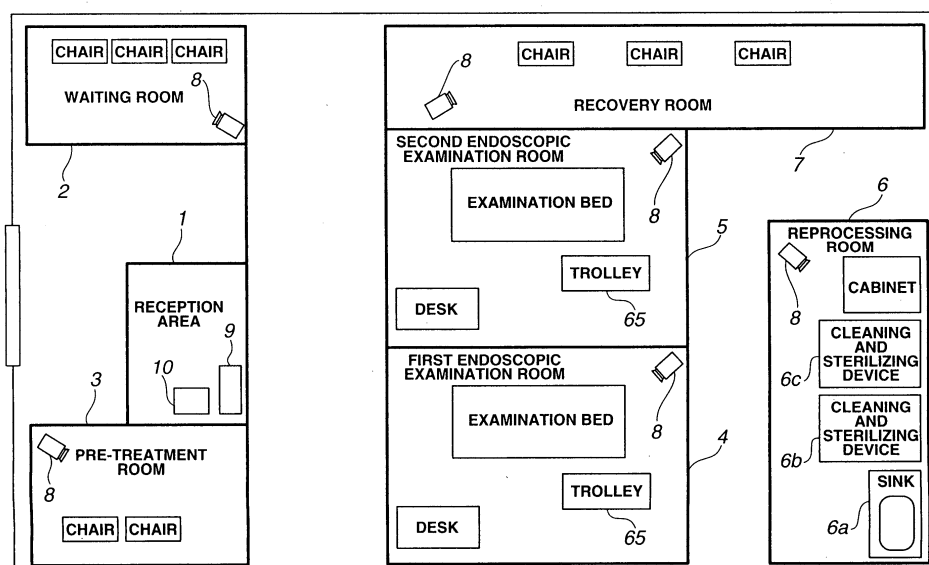 CHAIR CHAIR CHAIR
8
WAITING ROOM
2
1
RECEPTION
AREA
9
10
3
PRE-TREATMENT
ROOM
8
CHAIR CHAIR
8
CHAIR CHAIR CHAIR
RECOVERY ROOM
7
SECOND ENDOSCOPIC
EXAMINATION ROOM
8
EXAMINATION BED
5
TROLLEY
65
DESK
FIRST ENDOSCOPIC
EXAMINATION ROOM
8
EXAMINATION BED
4
TROLLEY
65
DESK
6
REPROCESSING
ROOM
8
CABINET
CLEANING
AND
STERILIZING
DEVICE
6c
CLEANING
AND
STERILIZING
DEVICE
6b
SINK
6a